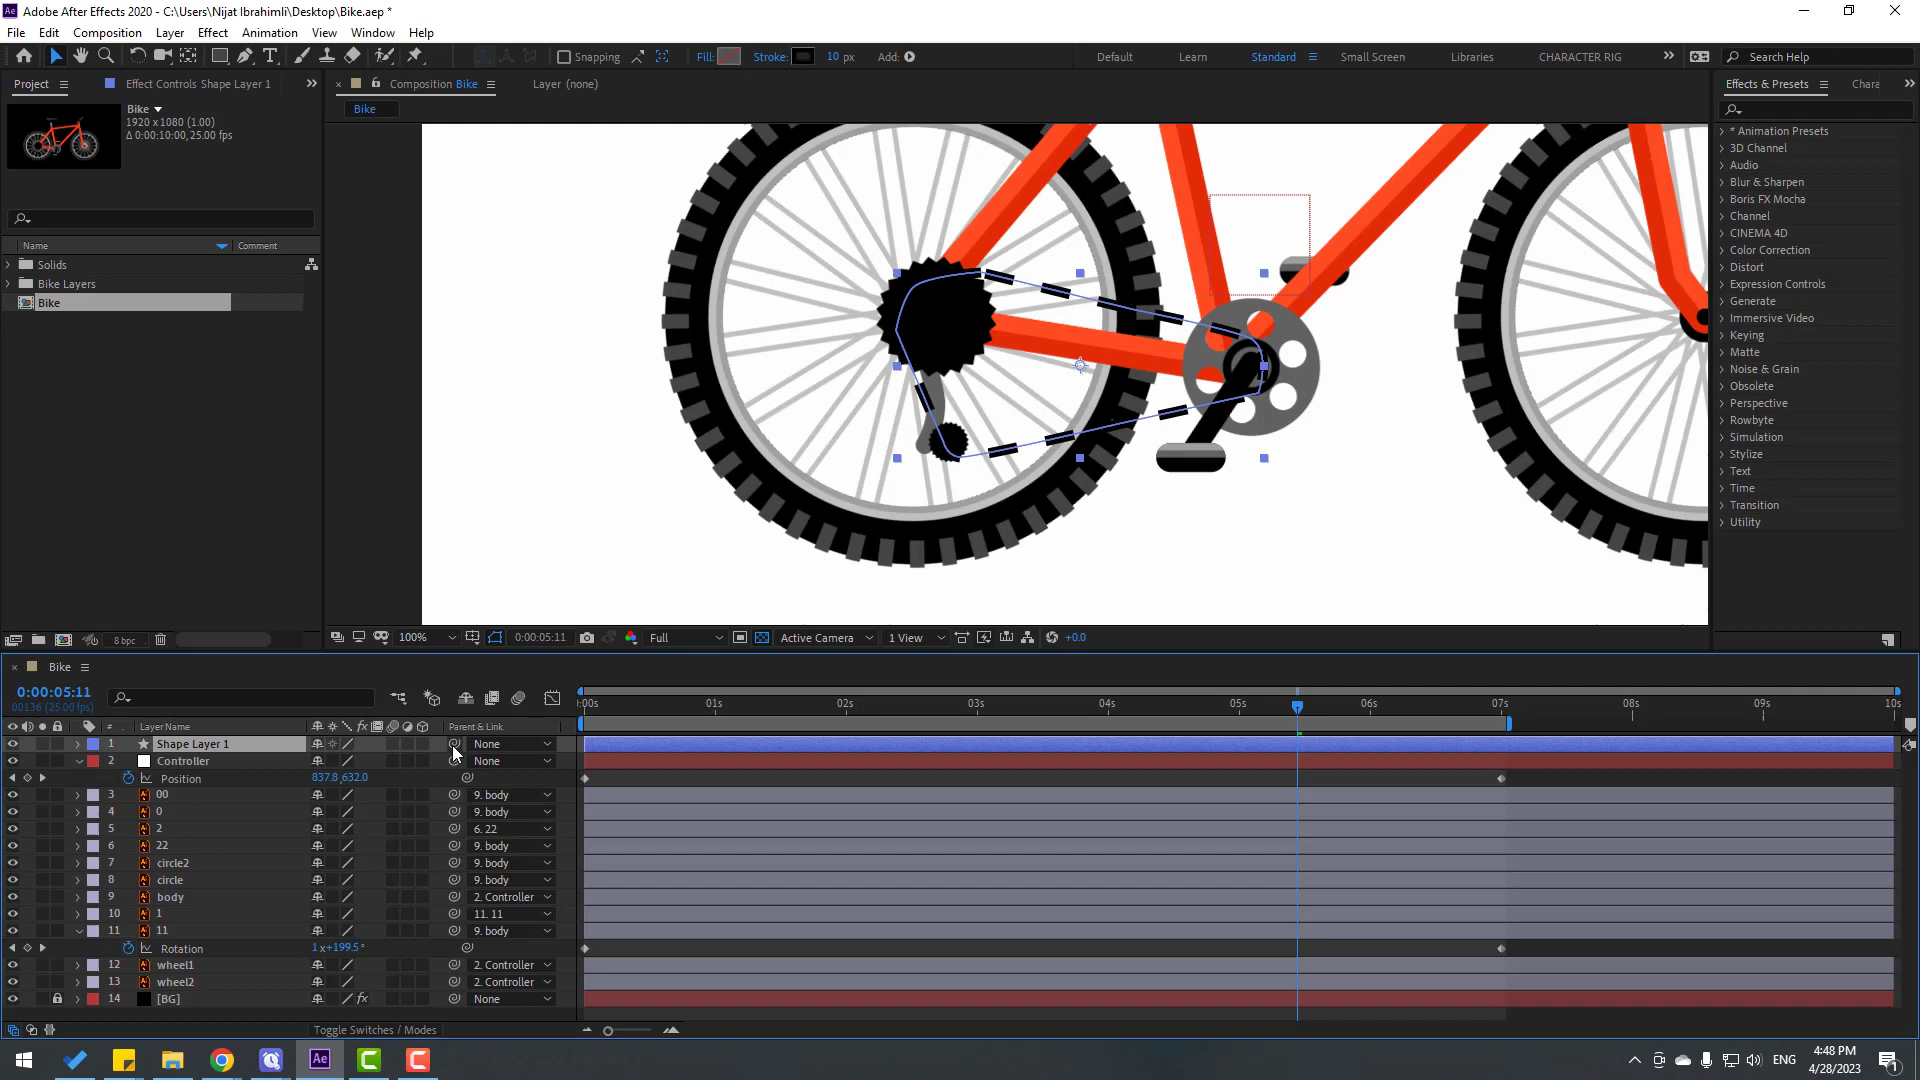 Adobe After Effects 2020 - C:\Users\Nijat Ibrahimli\Desktop\Bike.aep *
File Edit Composition Layer Effect Animation View Window Help
Snapping Fill: Stroke: 10 px Add: Default Learn Standard Small Screen Libraries CHARACTER RIG Search Help
Project Effect Controls Shape Layer 1 Composition Bike Layer (none) Effects & Presets Chara
Bike
1920 x 1080 (1.00)
Δ 0:00:10:00, 25.00 fps
Bike
Name Comment
Solids
Bike Layers
Bike
* Animation Presets
3D Channel
Audio
Blur & Sharpen
Boris FX Mocha
Channel
CINEMA 4D
Color Correction
Distort
Expression Controls
Generate
Immersive Video
Keying
Matte
Noise & Grain
Obsolete
Perspective
Rowbyte
Simulation
Stylize
Text
Time
Transition
Utility
8 bpc 100% 0:00:05:11 Full Active Camera 1 View +0.0
Bike
0:00:05:11
00136 (25.00 fps)
:00s 01s 02s 03s 04s 05s 06s 07s 08s 09s 10s
# Layer Name fx Parent & Link
1 Shape Layer 1 None
2 Controller None
Position 837.8,632.0
3 00 9. body
4 0 9. body
5 2 6. 22
6 22 9. body
7 circle2 9. body
8 circle 9. body
9 body 2. Controller
10 1 11. 11
11 11 9. body
Rotation 1x+199.5°
12 wheel1 2. Controller
13 wheel2 2. Controller
14 [BG] fx None
Toggle Switches / Modes
ENG 4:48 PM
4/28/2023
1